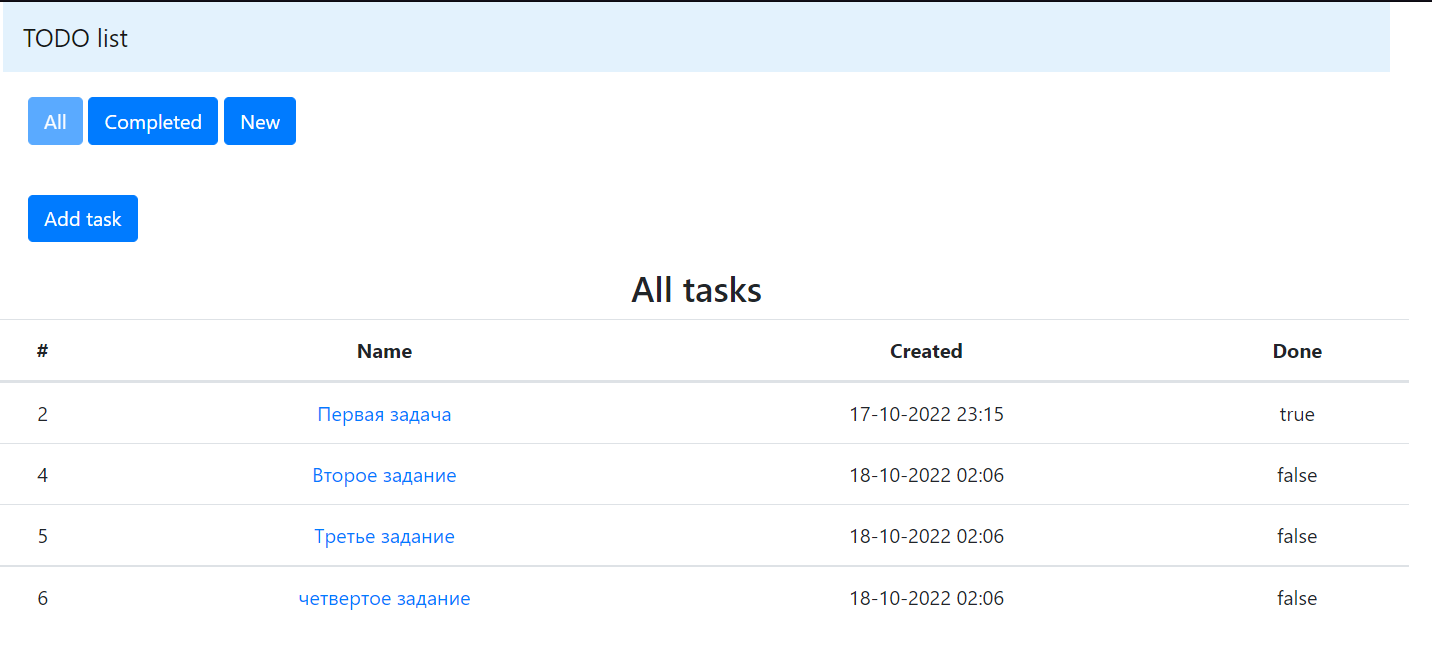 TODO list
All Completed New
Add task
All tasks
# Name Created Done
2 Первая задача 17-10-2022 23:15 true
4 Второе задание 18-10-2022 02:06 false
5 Третье задание 18-10-2022 02:06 false
6 четвертое задание 18-10-2022 02:06 false